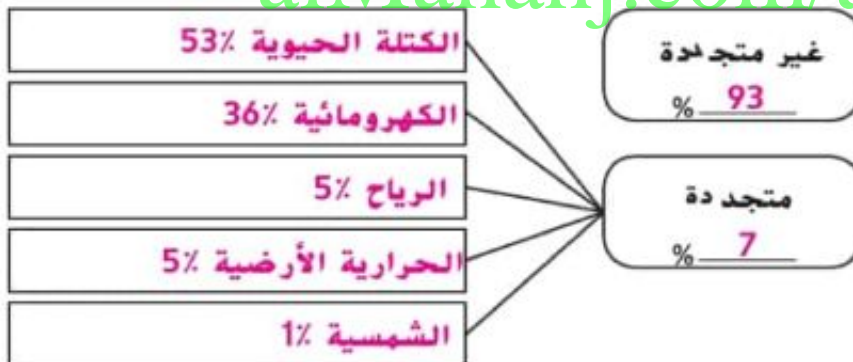 غير متجددة
93 %
متجددة
7 %
الكتلة الحيوية 53%
الكهرومائية 36%
الرياح 5%
الحرارية الأرضية 5%
الشمسية 1%